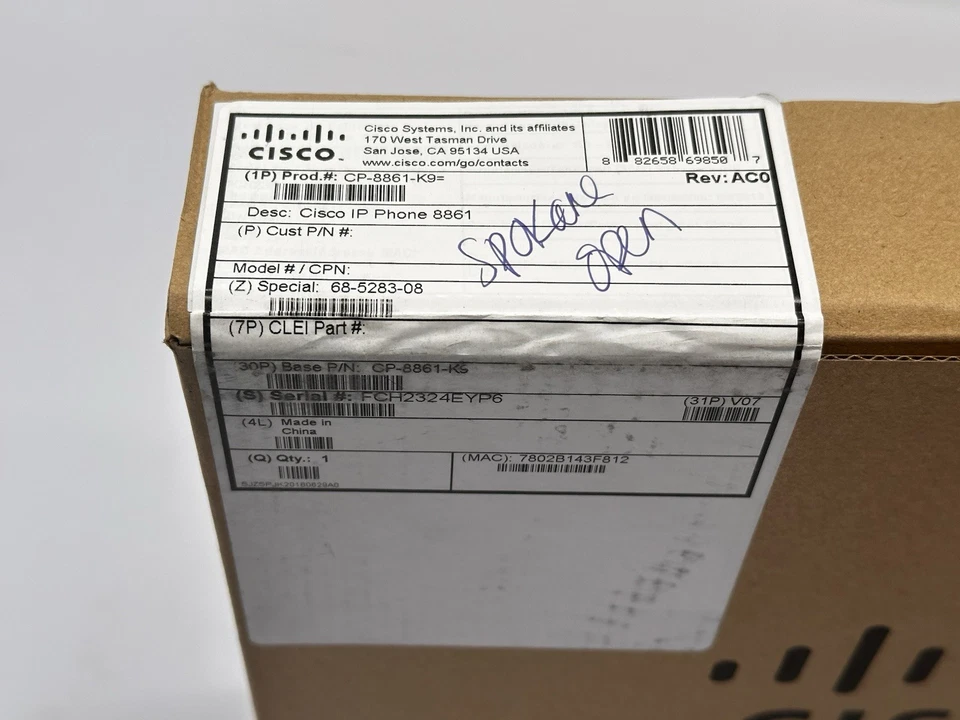 CISCO
Cisco Systems, Inc. and its affiliates
170 West Tasman Drive
San Jose, CA 95134 USA
www.cisco.com/go/contacts
8 82658 69850 7
(1P) Prod.#: CP-8861-K9=
Rev: AC0
Desc: Cisco IP Phone 8861
(P) Cust P/N #:
Spokane
open
Model # / CPN:
(Z) Special: 68-5283-08
(7P) CLEI Part #:
(30P) Base P/N: CP-8861-K9
(S) Serial #: FCH2324EYP6
(31P) V07
(4L) Made in
China
(Q) Qty.: 1
(MAC): 7802B143F812
CISC